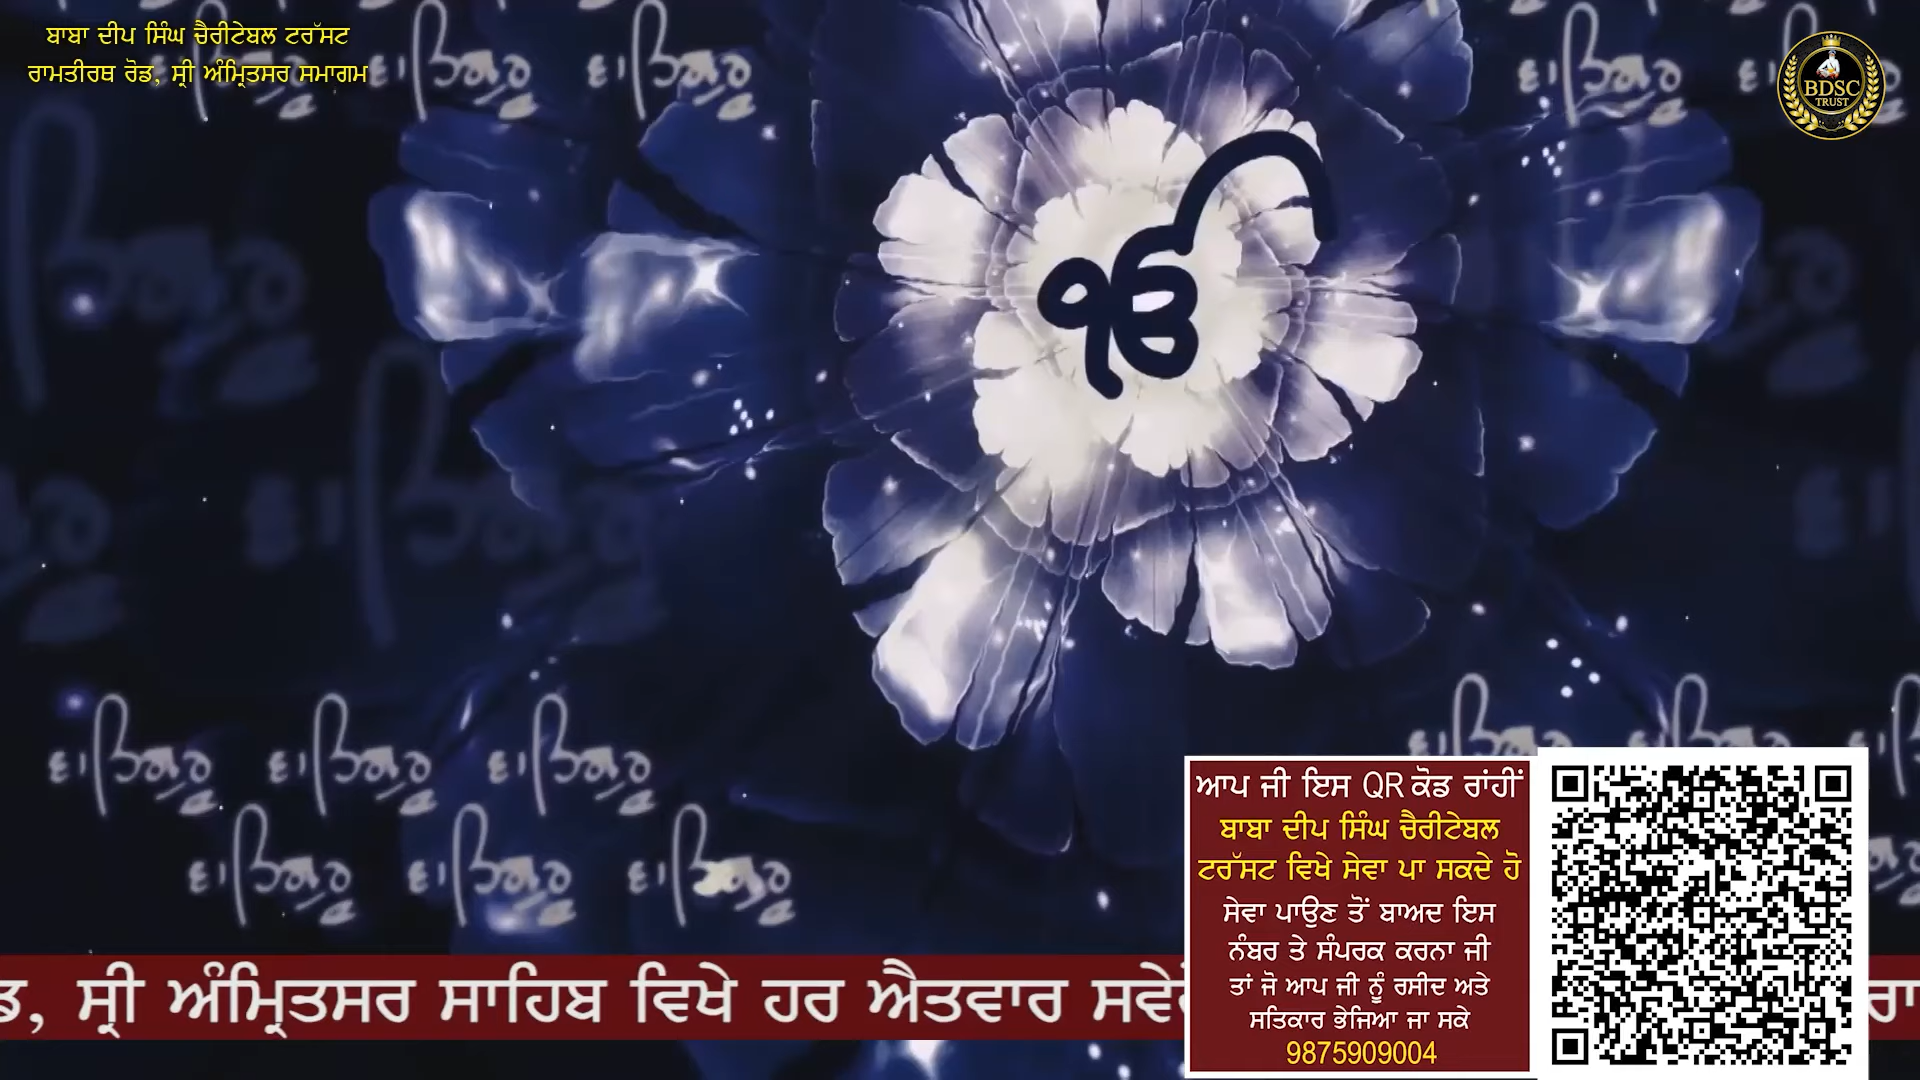 ਬਾਬਾ ਦੀਪ ਸਿੰਘ ਚੈਰੀਟੇਬਲ ਟਰੱਸਟ
ਰਾਮਤੀਰਥ ਰੋਡ, ਸ੍ਰੀ ਅੰਮ੍ਰਿਤਸਰ ਸਮਾਗਮ
BDSC
TRUST
ੴ
ਵਾਹਿਗੁਰੂ ਵਾਹਿਗੁਰੂ ਵਾਹਿਗੁਰੂ
ਵਾਹਿਗੁਰੂ ਵਾਹਿਗੁਰੂ ਵਾਹਿਗੁਰੂ
ਆਪ ਜੀ ਇਸ QR ਕੋਡ ਰਾਂਹੀਂ
ਬਾਬਾ ਦੀਪ ਸਿੰਘ ਚੈਰੀਟੇਬਲ
ਟਰੱਸਟ ਵਿਖੇ ਸੇਵਾ ਪਾ ਸਕਦੇ ਹੋ
ਸੇਵਾ ਪਾਉਣ ਤੋਂ ਬਾਅਦ ਇਸ
ਨੰਬਰ ਤੇ ਸੰਪਰਕ ਕਰਨਾ ਜੀ
ਤਾਂ ਜੋ ਆਪ ਜੀ ਨੂੰ ਰਸੀਦ ਅਤੇ
ਸਤਿਕਾਰ ਭੇਜਿਆ ਜਾ ਸਕੇ
9875909004
ਡ, ਸ੍ਰੀ ਅੰਮ੍ਰਿਤਸਰ ਸਾਹਿਬ ਵਿਖੇ ਹਰ ਐਤਵਾਰ ਸਵੇਰੇ ਰਾ